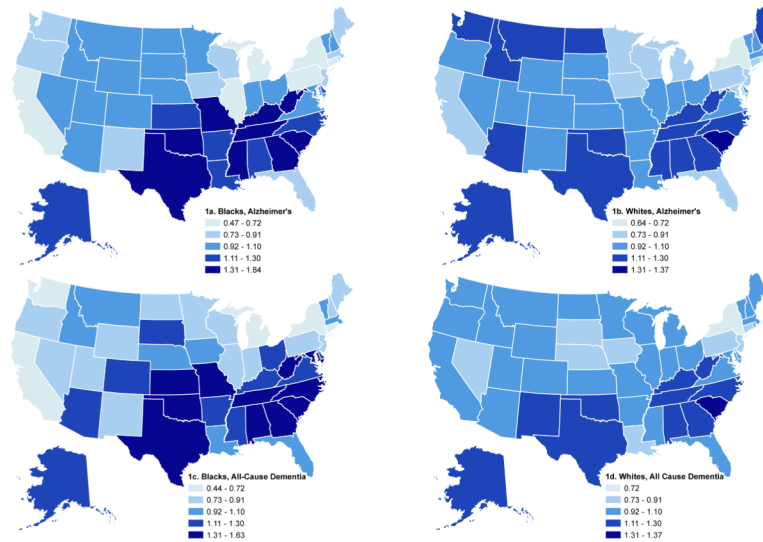 1a. Blacks, Alzheimer's
0.47 - 0.72
0.73 - 0.91
0.92 - 1.10
1.11 - 1.30
1.31 - 1.84
1b. Whites, Alzheimer's
0.64 - 0.72
0.73 - 0.91
0.92 - 1.10
1.11 - 1.30
1.31 - 1.37
1c. Blacks, All-Cause Dementia
0.44 - 0.72
0.73 - 0.91
0.92 - 1.10
1.11 - 1.30
1.31 - 1.63
1d. Whites, All Cause Dementia
0.72
0.73 - 0.91
0.92 - 1.10
1.11 - 1.30
1.31 - 1.37